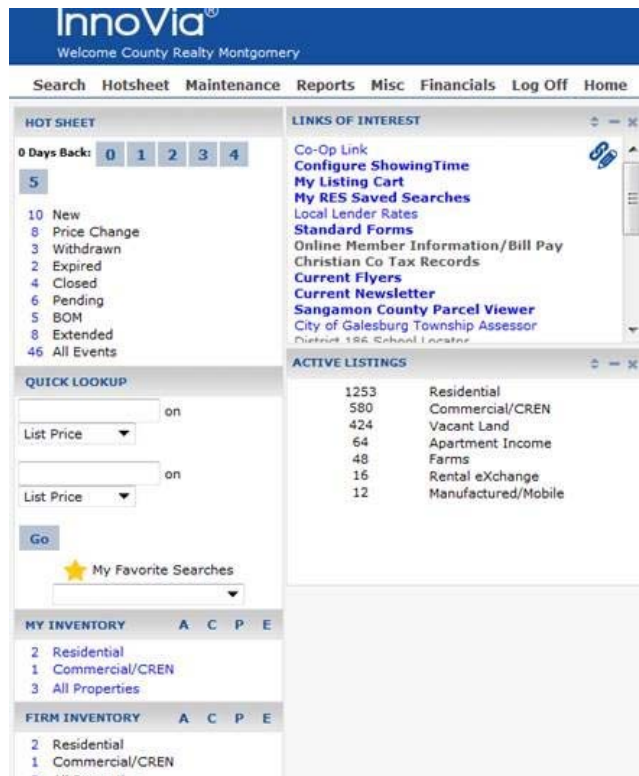 InnoVia®
Welcome County Realty Montgomery
Search Hotsheet Maintenance Reports Misc Financials Log Off Home
HOT SHEET
0 Days Back: 0 1 2 3 4
5
10 New
8 Price Change
3 Withdrawn
2 Expired
4 Closed
6 Pending
5 BOM
8 Extended
46 All Events
QUICK LOOKUP
on
List Price
on
List Price
Go
My Favorite Searches
MY INVENTORY A C P E
2 Residential
1 Commercial/CREN
3 All Properties
FIRM INVENTORY A C P E
2 Residential
1 Commercial/CREN
LINKS OF INTEREST
Co-Op Link
Configure ShowingTime
My Listing Cart
My RES Saved Searches
Local Lender Rates
Standard Forms
Online Member Information/Bill Pay
Christian Co Tax Records
Current Flyers
Current Newsletter
Sangamon County Parcel Viewer
City of Galesburg Township Assessor
District 186 School Locator
ACTIVE LISTINGS
1253 Residential
580 Commercial/CREN
424 Vacant Land
64 Apartment Income
48 Farms
16 Rental eXchange
12 Manufactured/Mobile